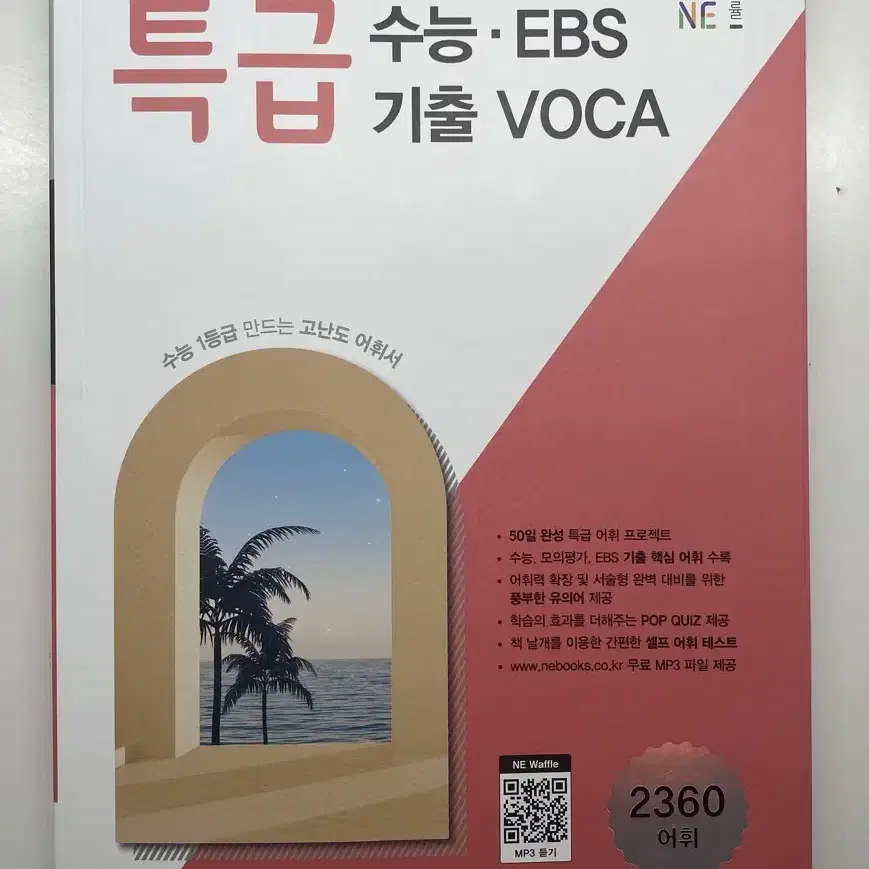 특급
수능·EBS
기출 VOCA
NE 능률
수능 1등급 만드는 고난도 어휘서
• 50일 완성 특급 어휘 프로젝트
• 수능, 모의평가, EBS 기출 핵심 어휘 수록
• 어휘력 확장 및 서술형 완벽 대비를 위한
풍부한 유의어 제공
• 학습의 효과를 더해주는 POP QUIZ 제공
• 책 날개를 이용한 간편한 셀프 어휘 테스트
• www.nebooks.co.kr 무료 MP3 파일 제공
NE Waffle
MP3 듣기
2360
어휘